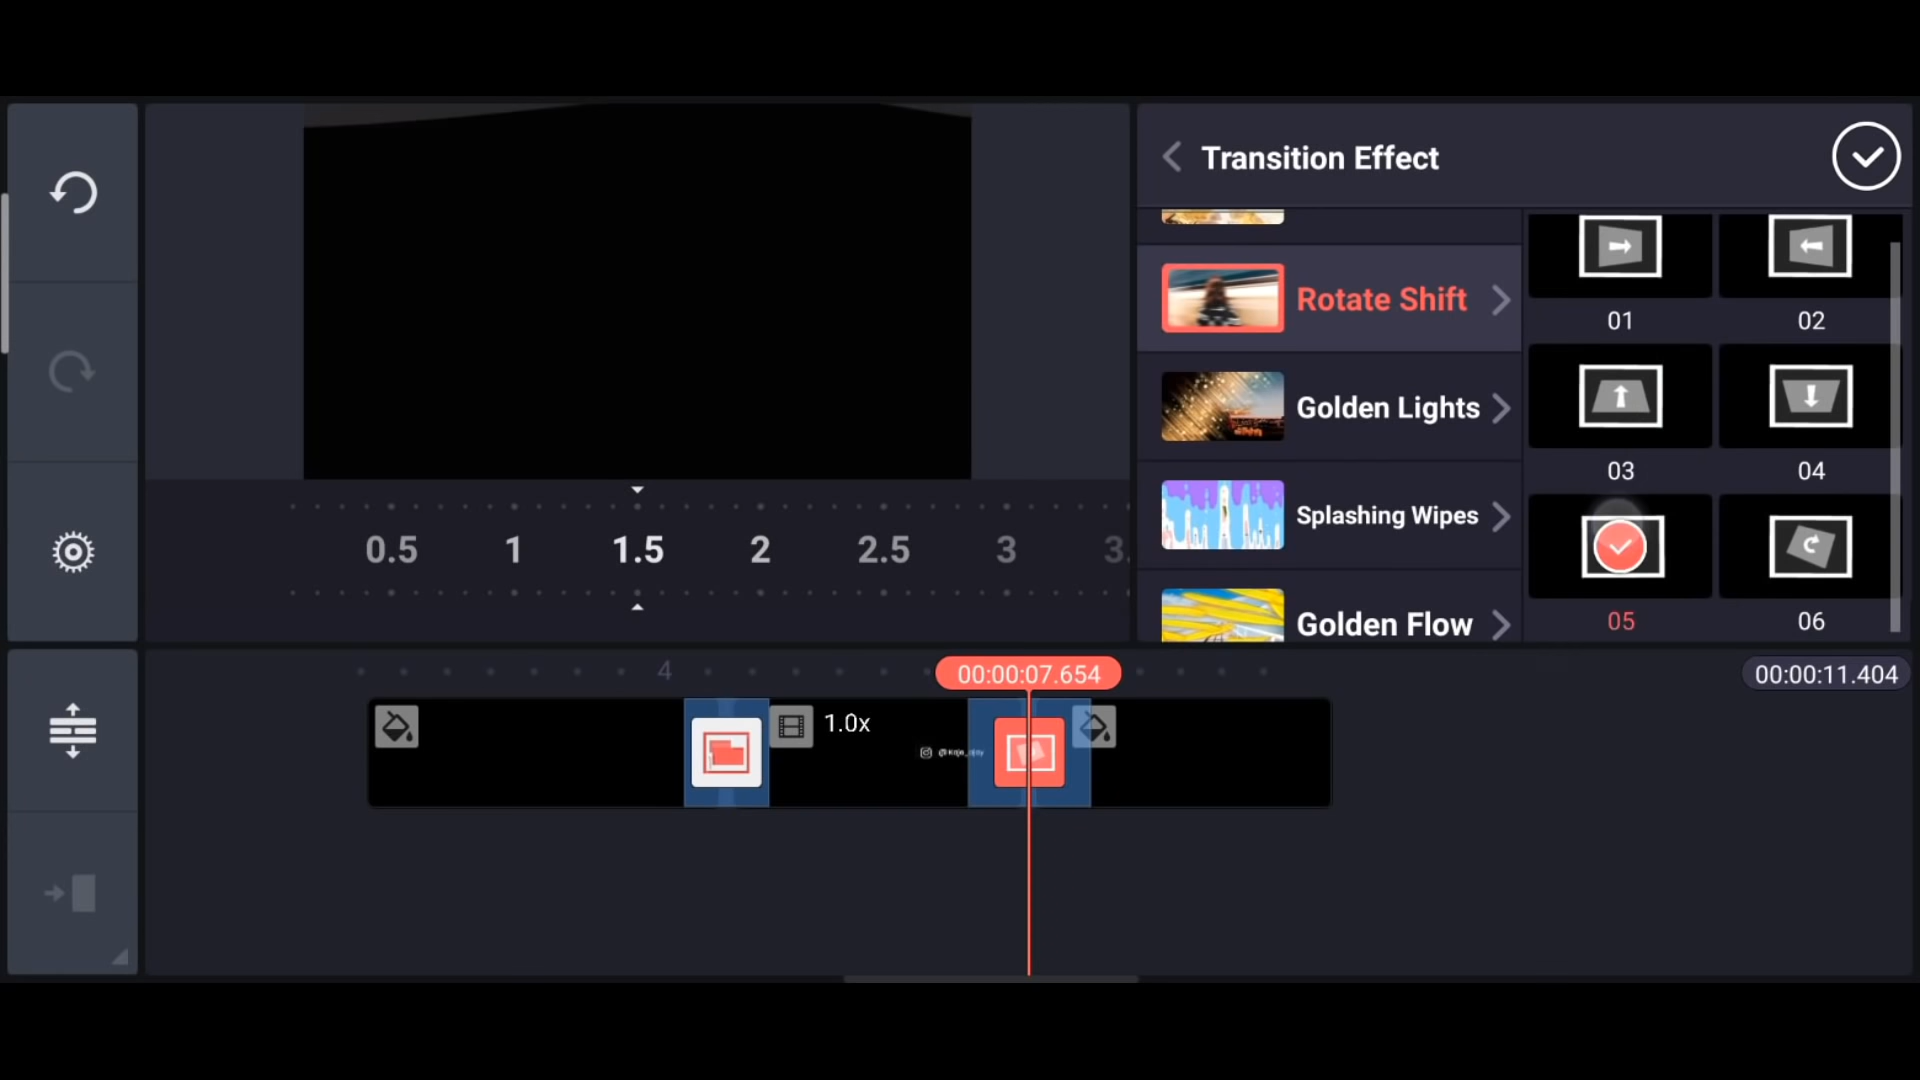 Transition Effect
Rotate Shift
Golden Lights
Splashing Wipes
Golden Flow
01
02
03
04
05
06
0.5
1
1.5
2
2.5
3
3.
4
00:00:07.654
00:00:11.404
1.0x